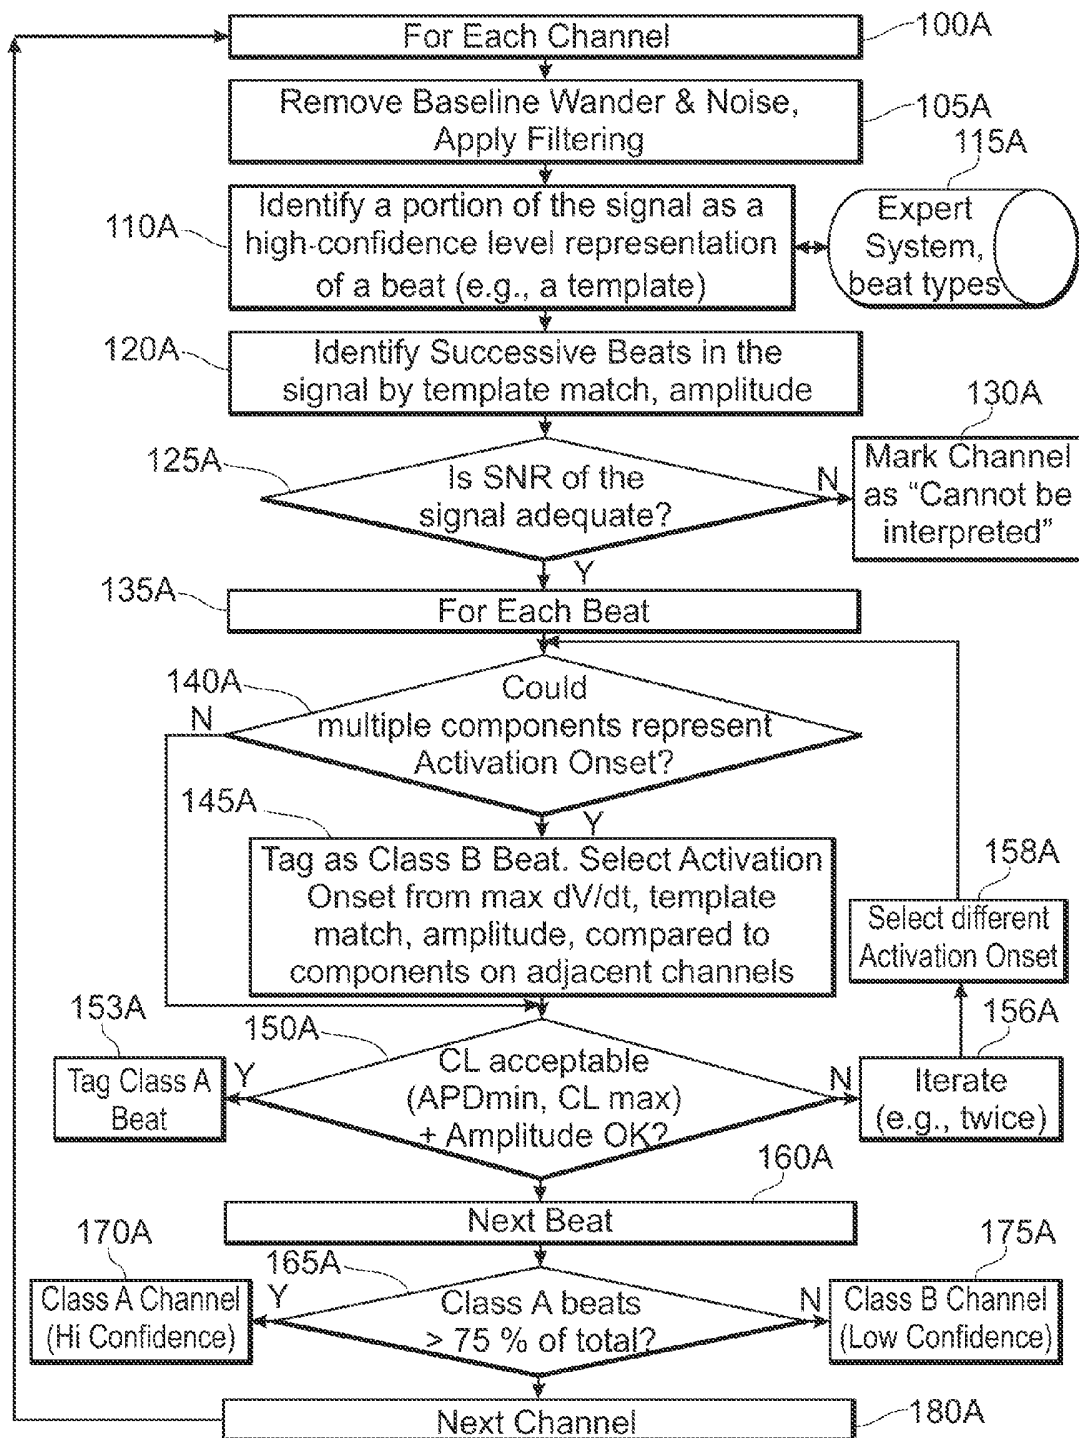 For Each Channel
100A
Remove Baseline Wander & Noise,
Apply Filtering
105A
115A
110A
Identify a portion of the signal as a
high-confidence level representation
of a beat (e.g., a template)
Expert
System,
beat types
120A
Identify Successive Beats in the
signal by template match, amplitude
130A
125A
Is SNR of the
signal adequate?
N
Mark Channel
as "Cannot be
interpreted"
Y
135A
For Each Beat
140A
N
Could
multiple components represent
Activation Onset?
145A
Y
Tag as Class B Beat. Select Activation
Onset from max dV/dt, template
match, amplitude, compared to
components on adjacent channels
158A
Select different
Activation Onset
153A
150A
156A
Tag Class A
Beat
Y
CL acceptable
(APDmin, CL max)
+ Amplitude OK?
N
Iterate
(e.g., twice)
160A
Next Beat
170A
165A
175A
Class A Channel
(Hi Confidence)
Y
Class A beats
> 75 % of total?
N
Class B Channel
(Low Confidence)
Next Channel
180A